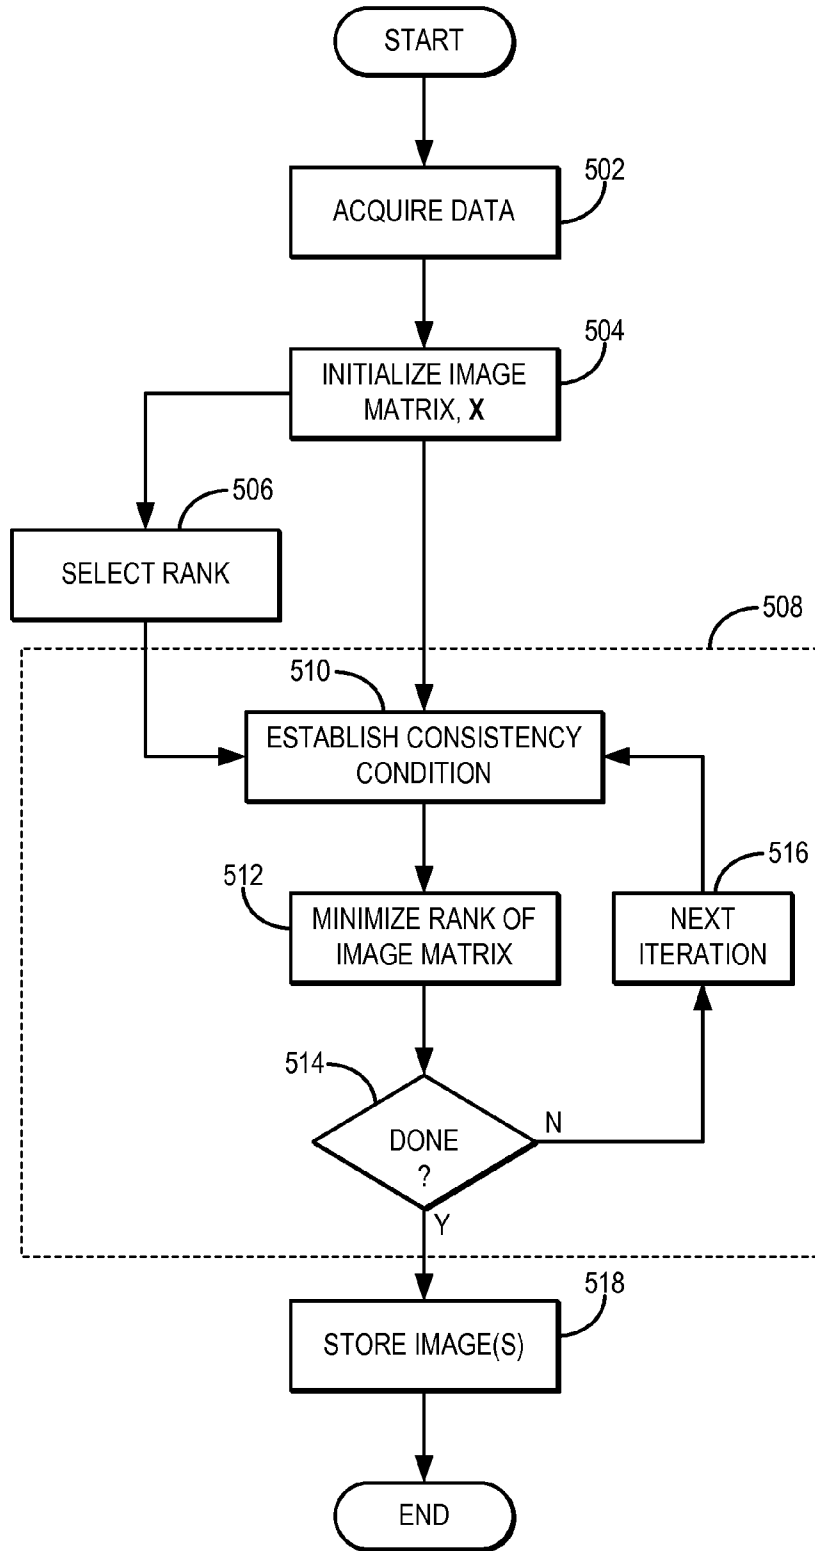 START
502
ACQUIRE DATA
504
INITIALIZE IMAGE
MATRIX, X
506
SELECT RANK
508
510
ESTABLISH CONSISTENCY
CONDITION
512
MINIMIZE RANK OF
IMAGE MATRIX
516
NEXT
ITERATION
514
DONE
?
N
Y
518
STORE IMAGE(S)
END